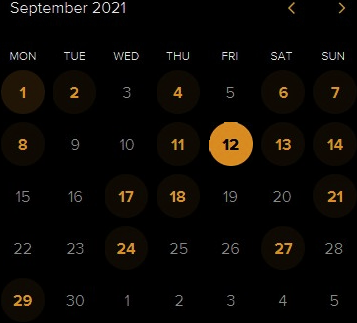 September 2021
MON TUE WED THU FRI SAT SUN
1 2 3 4 5 6 7
8 9 10 11 12 13 14
15 16 17 18 19 20 21
22 23 24 25 26 27 28
29 30 1 2 3 4 5